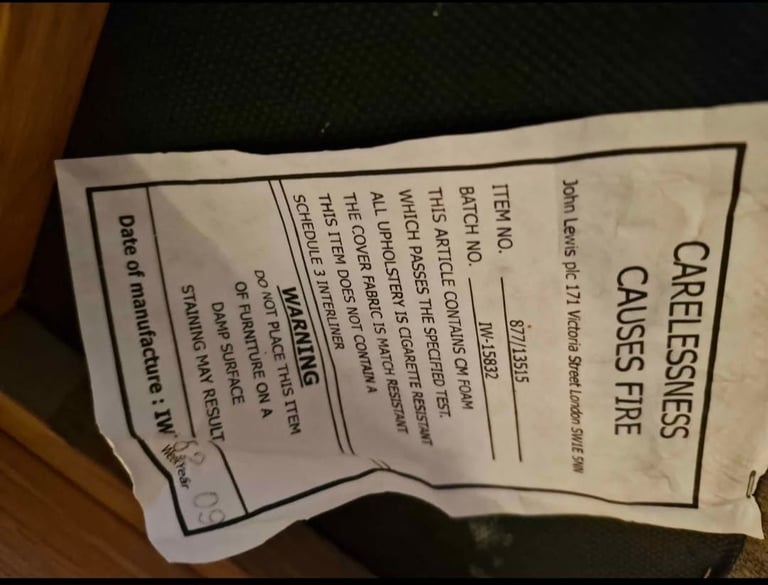 CARELESSNESS
CAUSES FIRE
John Lewis plc 171 Victoria Street London SW1E 5NN
ITEM NO. 877/13515
BATCH NO. IW-15832
THIS ARTICLE CONTAINS CM FOAM
WHICH PASSES THE SPECIFIED TEST.
ALL UPHOLSTERY IS CIGARETTE RESISTANT
THE COVER FABRIC IS MATCH RESISTANT
THIS ITEM DOES NOT CONTAIN A
SCHEDULE 3 INTERLINER
WARNING
DO NOT PLACE THIS ITEM
OF FURNITURE ON A
DAMP SURFACE
STAINING MAY RESULT
Date of manufacture : IW 09
Year